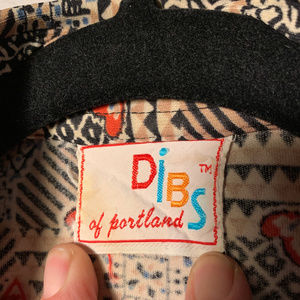 DiBS™
of portland